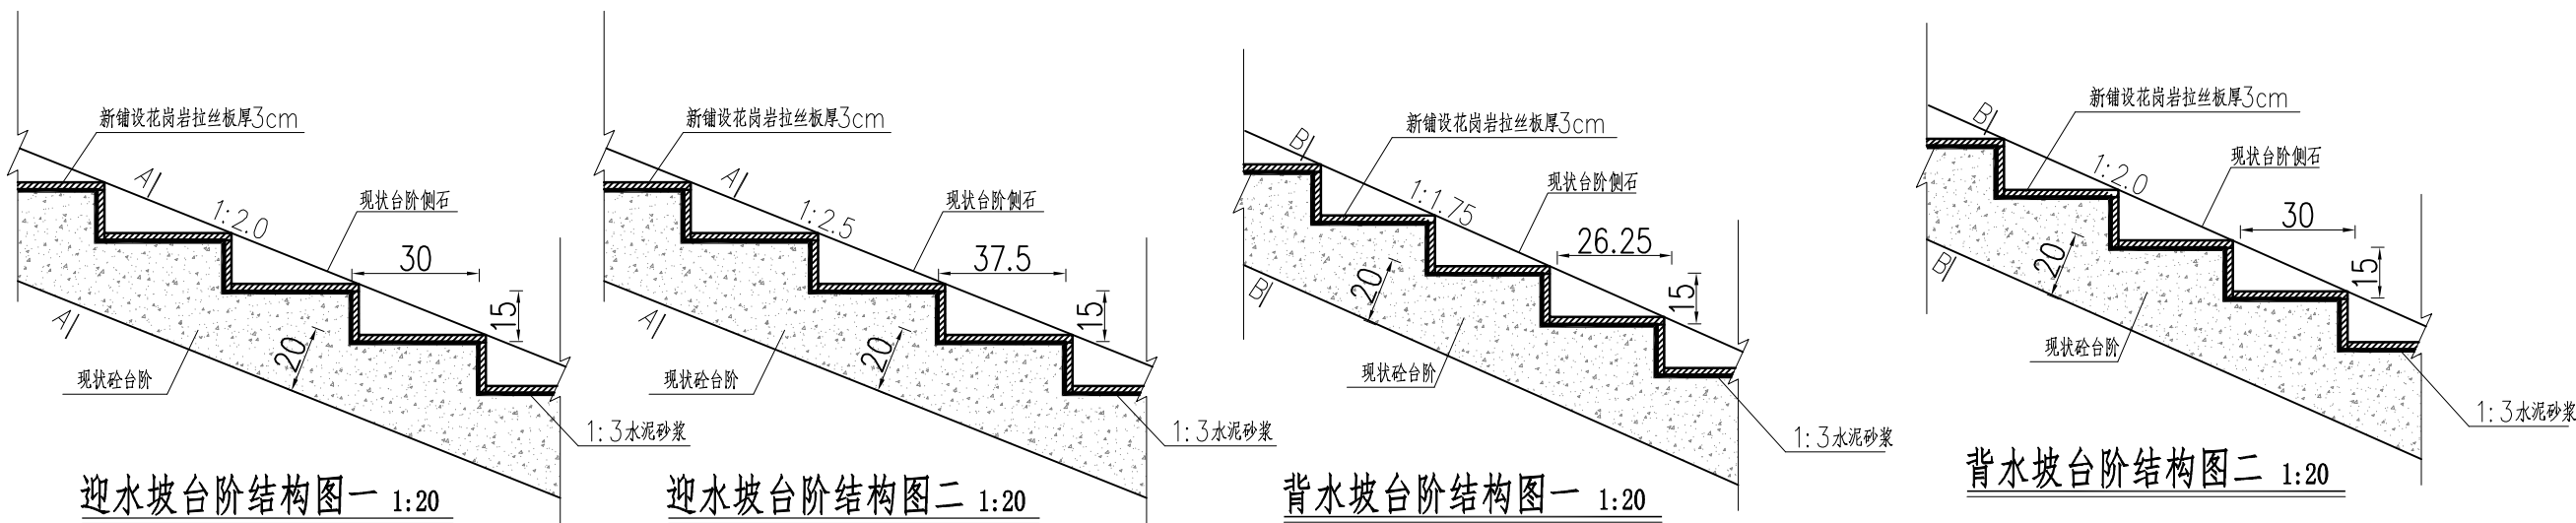 新铺设花岗岩拉丝板厚3cm
A
1:2.0
现状台阶侧石
30
15
A
20
现状砼台阶
1:3水泥砂浆
迎水坡台阶结构图一 1:20
新铺设花岗岩拉丝板厚3cm
A
1:2.5
现状台阶侧石
37.5
15
A
20
现状砼台阶
1:3水泥砂浆
迎水坡台阶结构图二 1:20
B
新铺设花岗岩拉丝板厚3cm
1:1.75
现状台阶侧石
26.25
15
B
20
现状砼台阶
1:3水泥砂浆
背水坡台阶结构图一 1:20
B
新铺设花岗岩拉丝板厚3cm
1:2.0
现状台阶侧石
30
15
B
20
现状砼台阶
1:3水泥砂浆
背水坡台阶结构图二 1:20